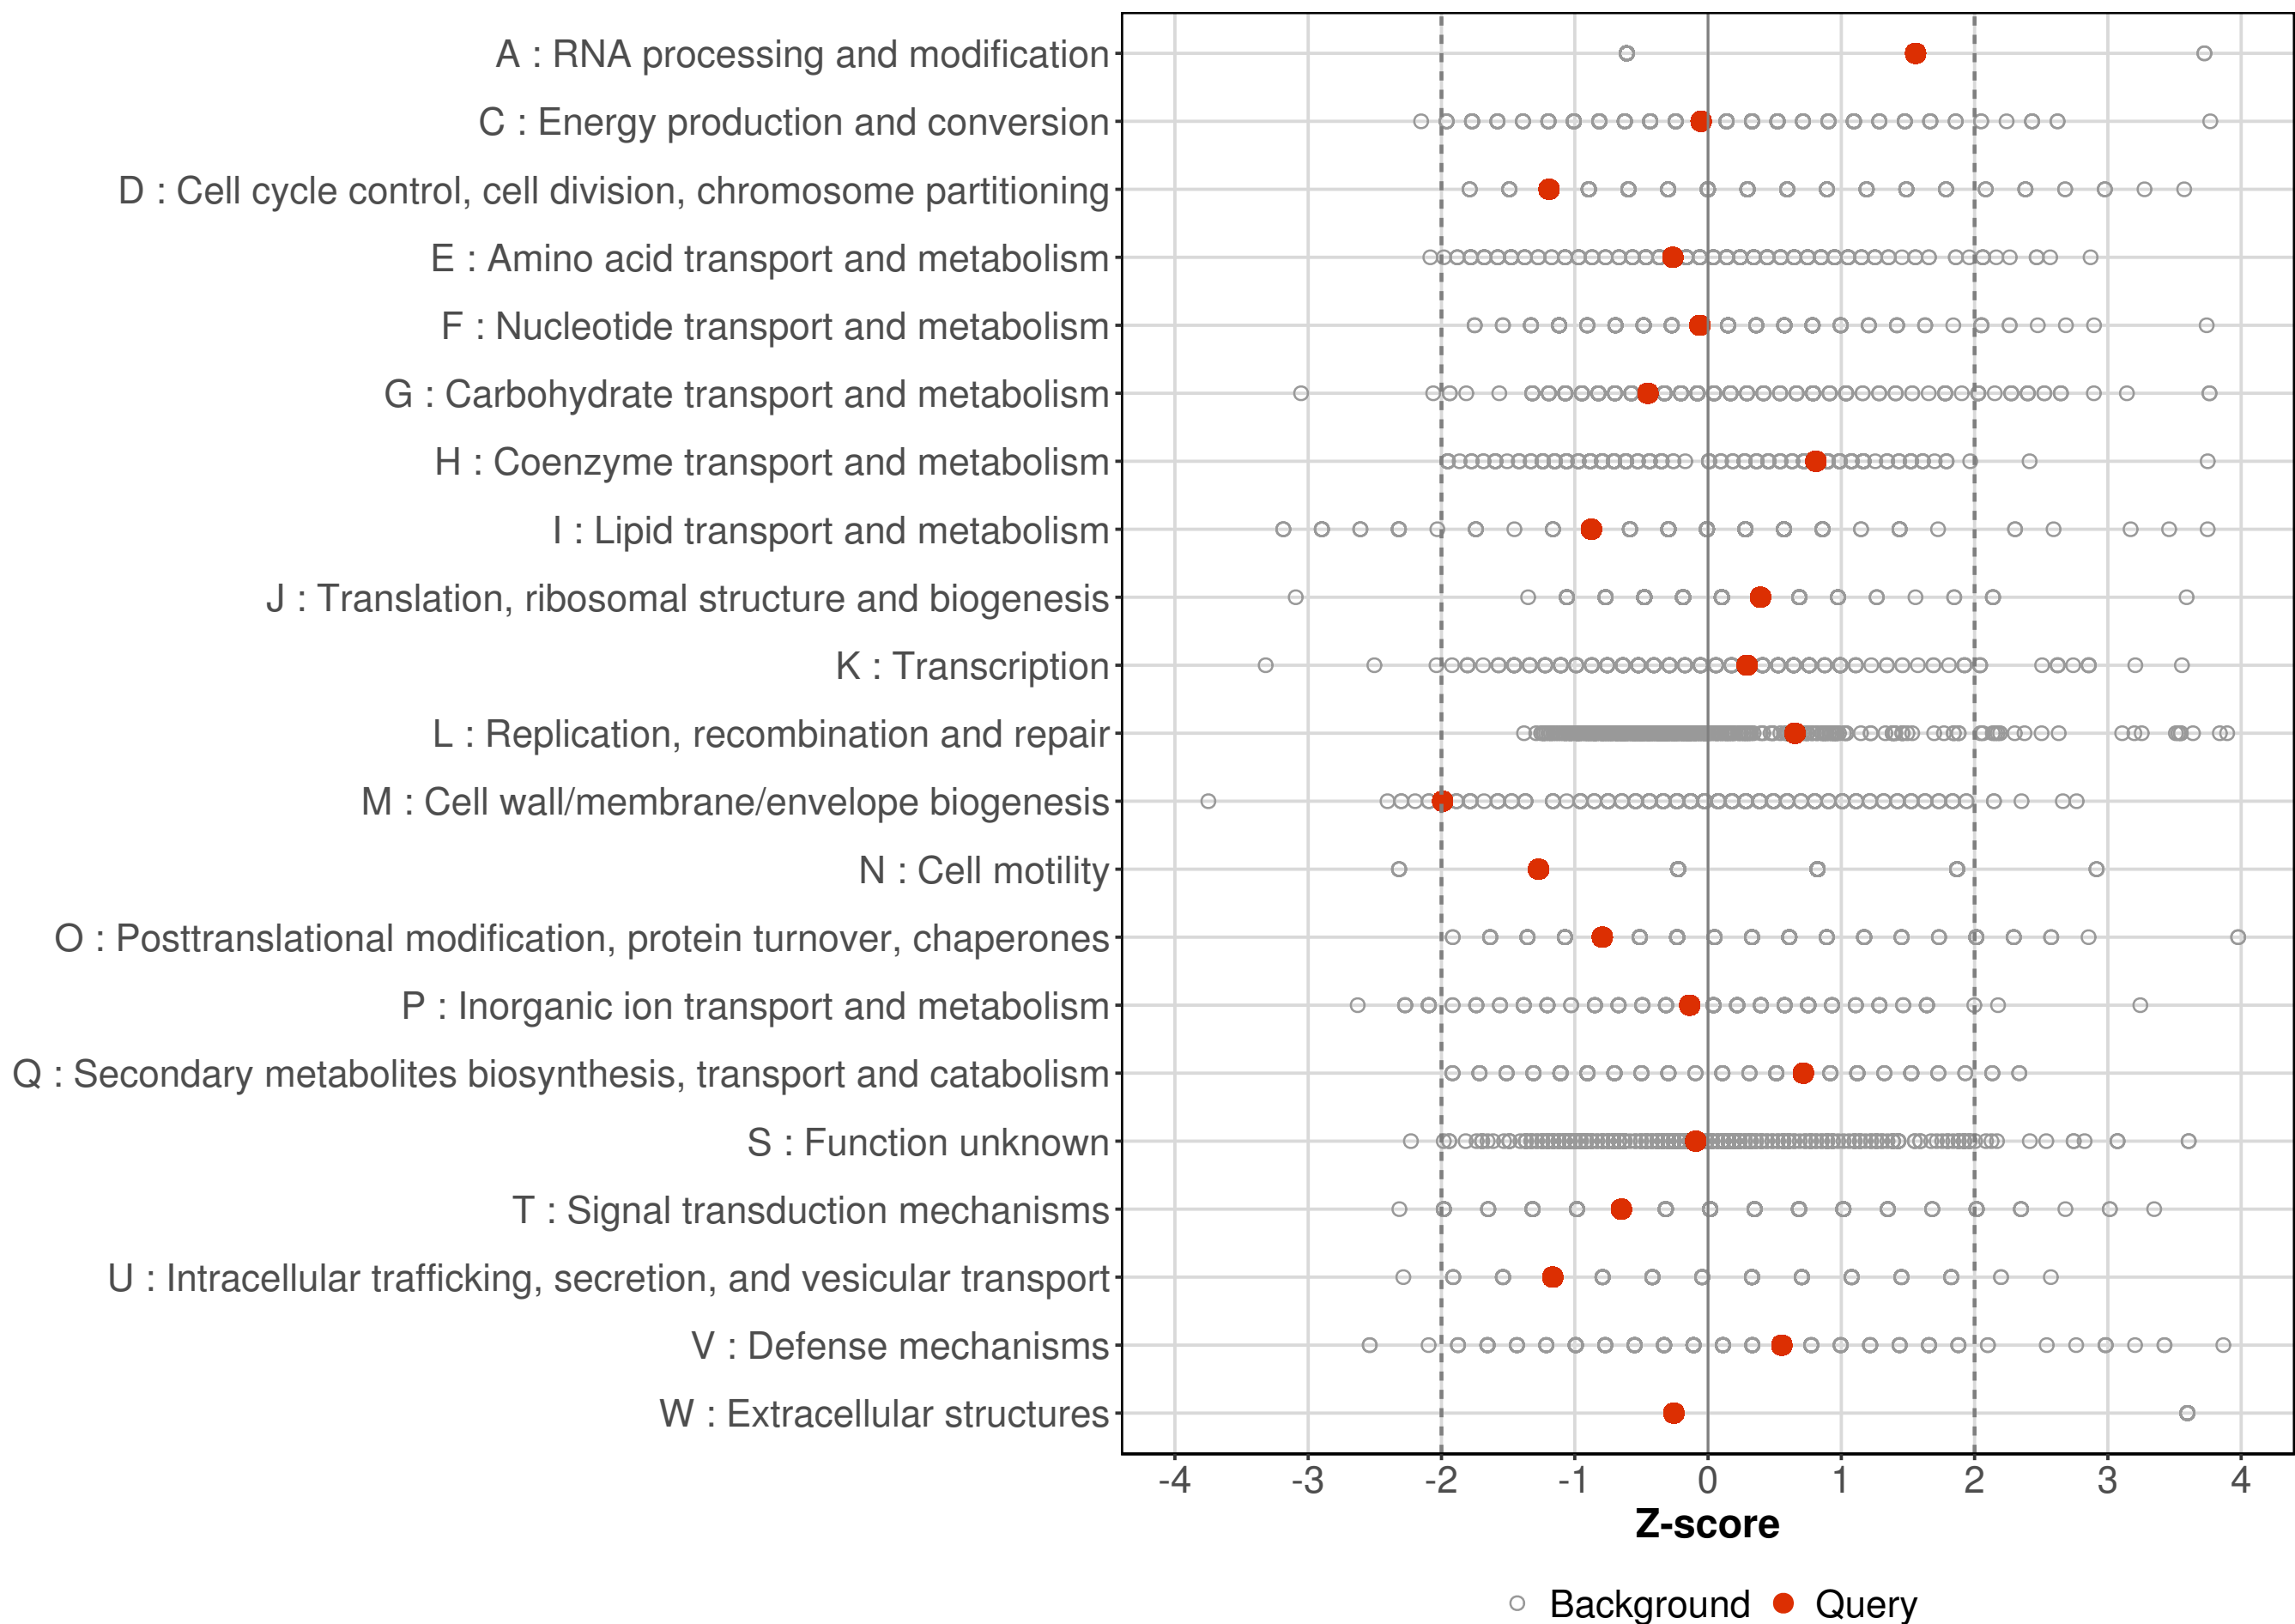 A : RNA processing and modification
C : Energy production and conversion
D : Cell cycle control, cell division, chromosome partitioning
E : Amino acid transport and metabolism
F : Nucleotide transport and metabolism
G : Carbohydrate transport and metabolism
H : Coenzyme transport and metabolism
I : Lipid transport and metabolism
J : Translation, ribosomal structure and biogenesis
K : Transcription
L : Replication, recombination and repair
M : Cell wall/membrane/envelope biogenesis
N : Cell motility
O : Posttranslational modification, protein turnover, chaperones
P : Inorganic ion transport and metabolism
Q : Secondary metabolites biosynthesis, transport and catabolism
S : Function unknown
T : Signal transduction mechanisms
U : Intracellular trafficking, secretion, and vesicular transport
V : Defense mechanisms
W : Extracellular structures
-4 -3 -2 -1 0 1 2 3 4
Z-score
Background Query